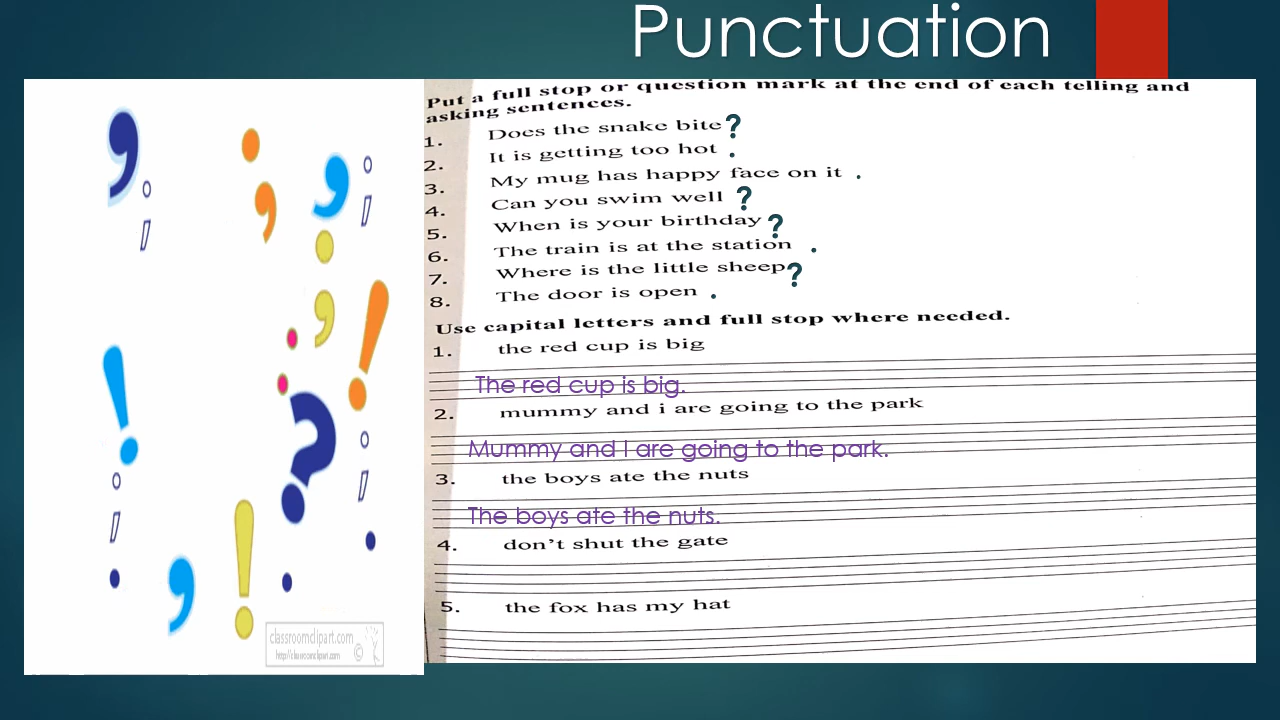 Punctuation
Put a full stop or question mark at the end of each telling and
asking sentences.
1. Does the snake bite?
2. It is getting too hot .
3. My mug has happy face on it .
4. Can you swim well ?
5. When is your birthday?
6. The train is at the station .
7. Where is the little sheep?
8. The door is open .
Use capital letters and full stop where needed.
1. the red cup is big
The red cup is big.
2. mummy and i are going to the park
Mummy and I are going to the park.
3. the boys ate the nuts
The boys ate the nuts.
4. don't shut the gate
5. the fox has my hat
classroomclipart.com
http://classroomclipart.com
©